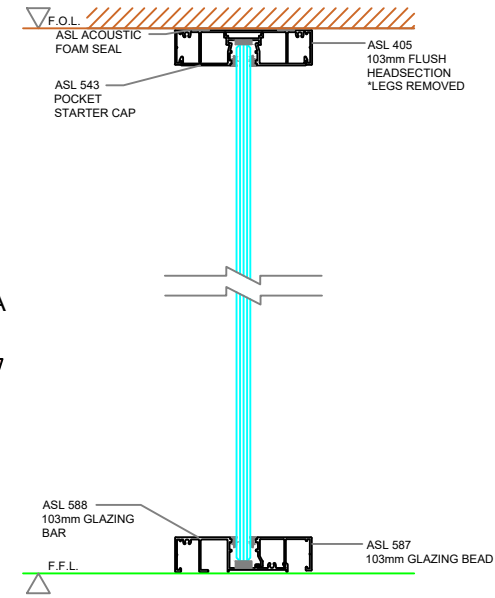 F.O.L.
ASL ACOUSTIC
FOAM SEAL
ASL 405
103mm FLUSH
HEADSECTION
*LEGS REMOVED
ASL 543
POCKET
STARTER CAP
A
7
ASL 588
103mm GLAZING
BAR
ASL 587
103mm GLAZING BEAD
F.F.L.